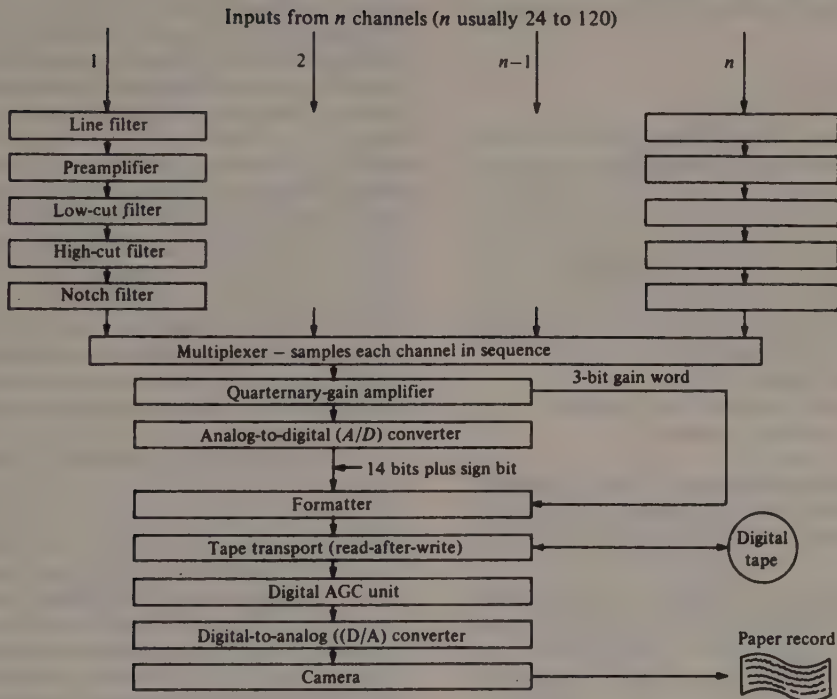 Inputs from n channels (n usually 24 to 120)
1
2
n−1
n
Line filter
Preamplifier
Low-cut filter
High-cut filter
Notch filter
Multiplexer – samples each channel in sequence
3-bit gain word
Quarternary-gain amplifier
Analog-to-digital (A/D) converter
14 bits plus sign bit
Formatter
Tape transport (read-after-write)
Digital
tape
Digital AGC unit
Digital-to-analog ((D/A) converter
Paper record
Camera